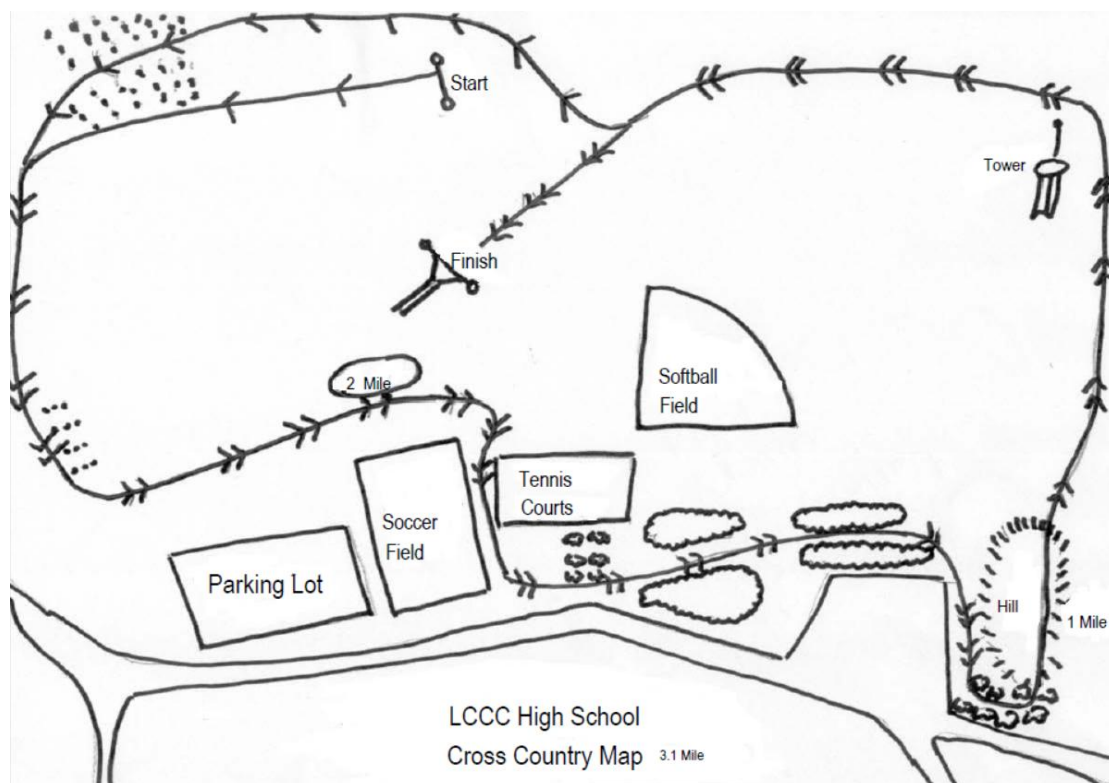 Start
Tower
Finish
2 Mile
Softball
Field
Tennis
Courts
Soccer
Field
Parking Lot
Hill
1 Mile
LCCC High School
Cross Country Map 3.1 Mile